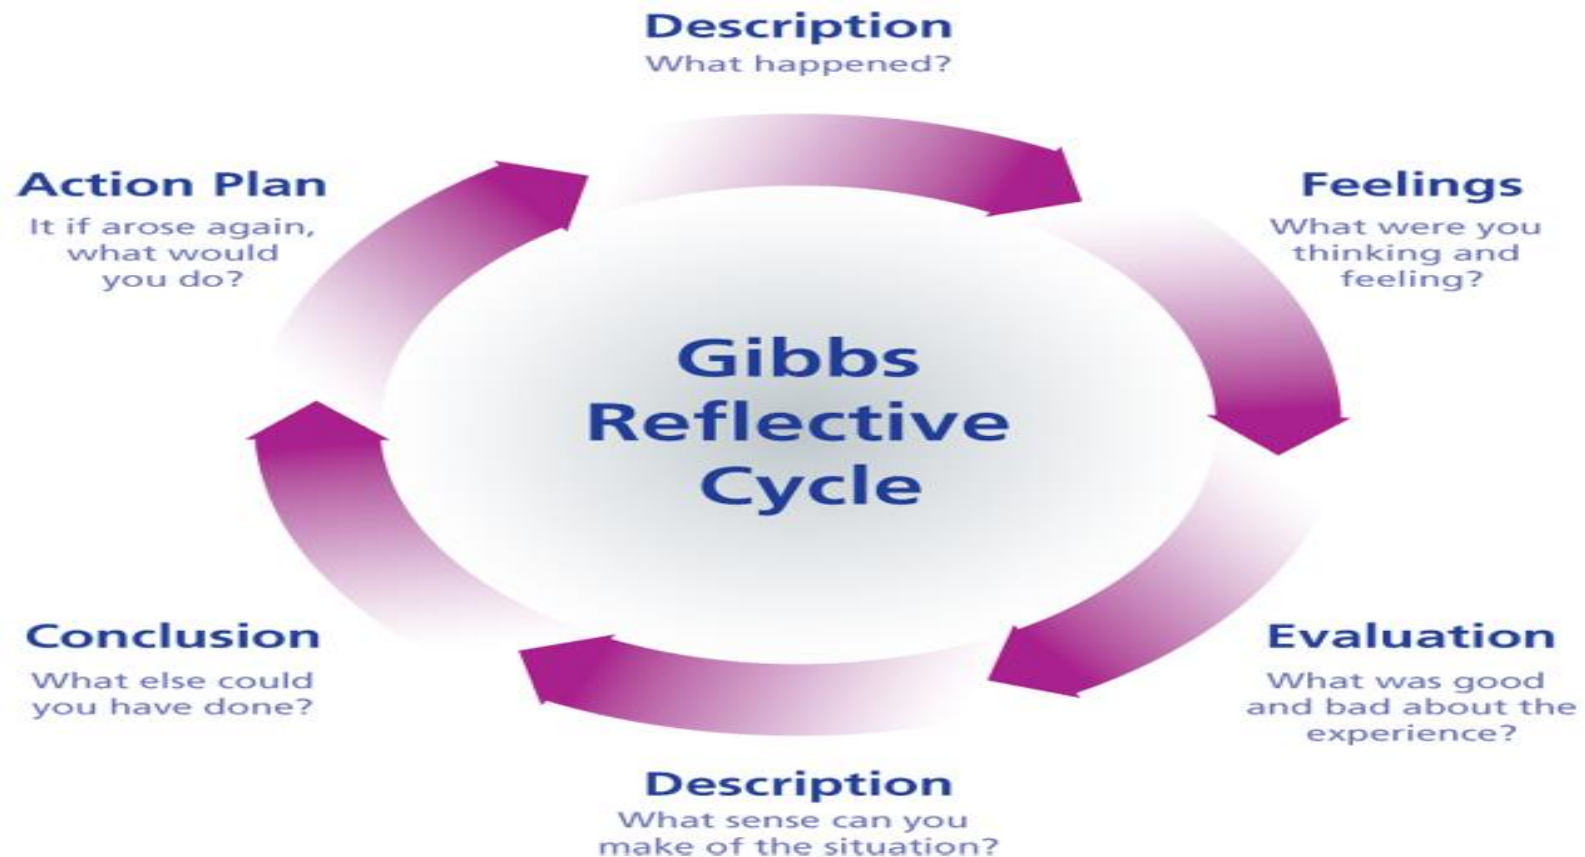 Description
What happened?
Feelings
What were you
thinking and
feeling?
Evaluation
What was good
and bad about the
experience?
Description
What sense can you
make of the situation?
Conclusion
What else could
you have done?
Action Plan
It if arose again,
what would
you do?
Gibbs
Reflective
Cycle